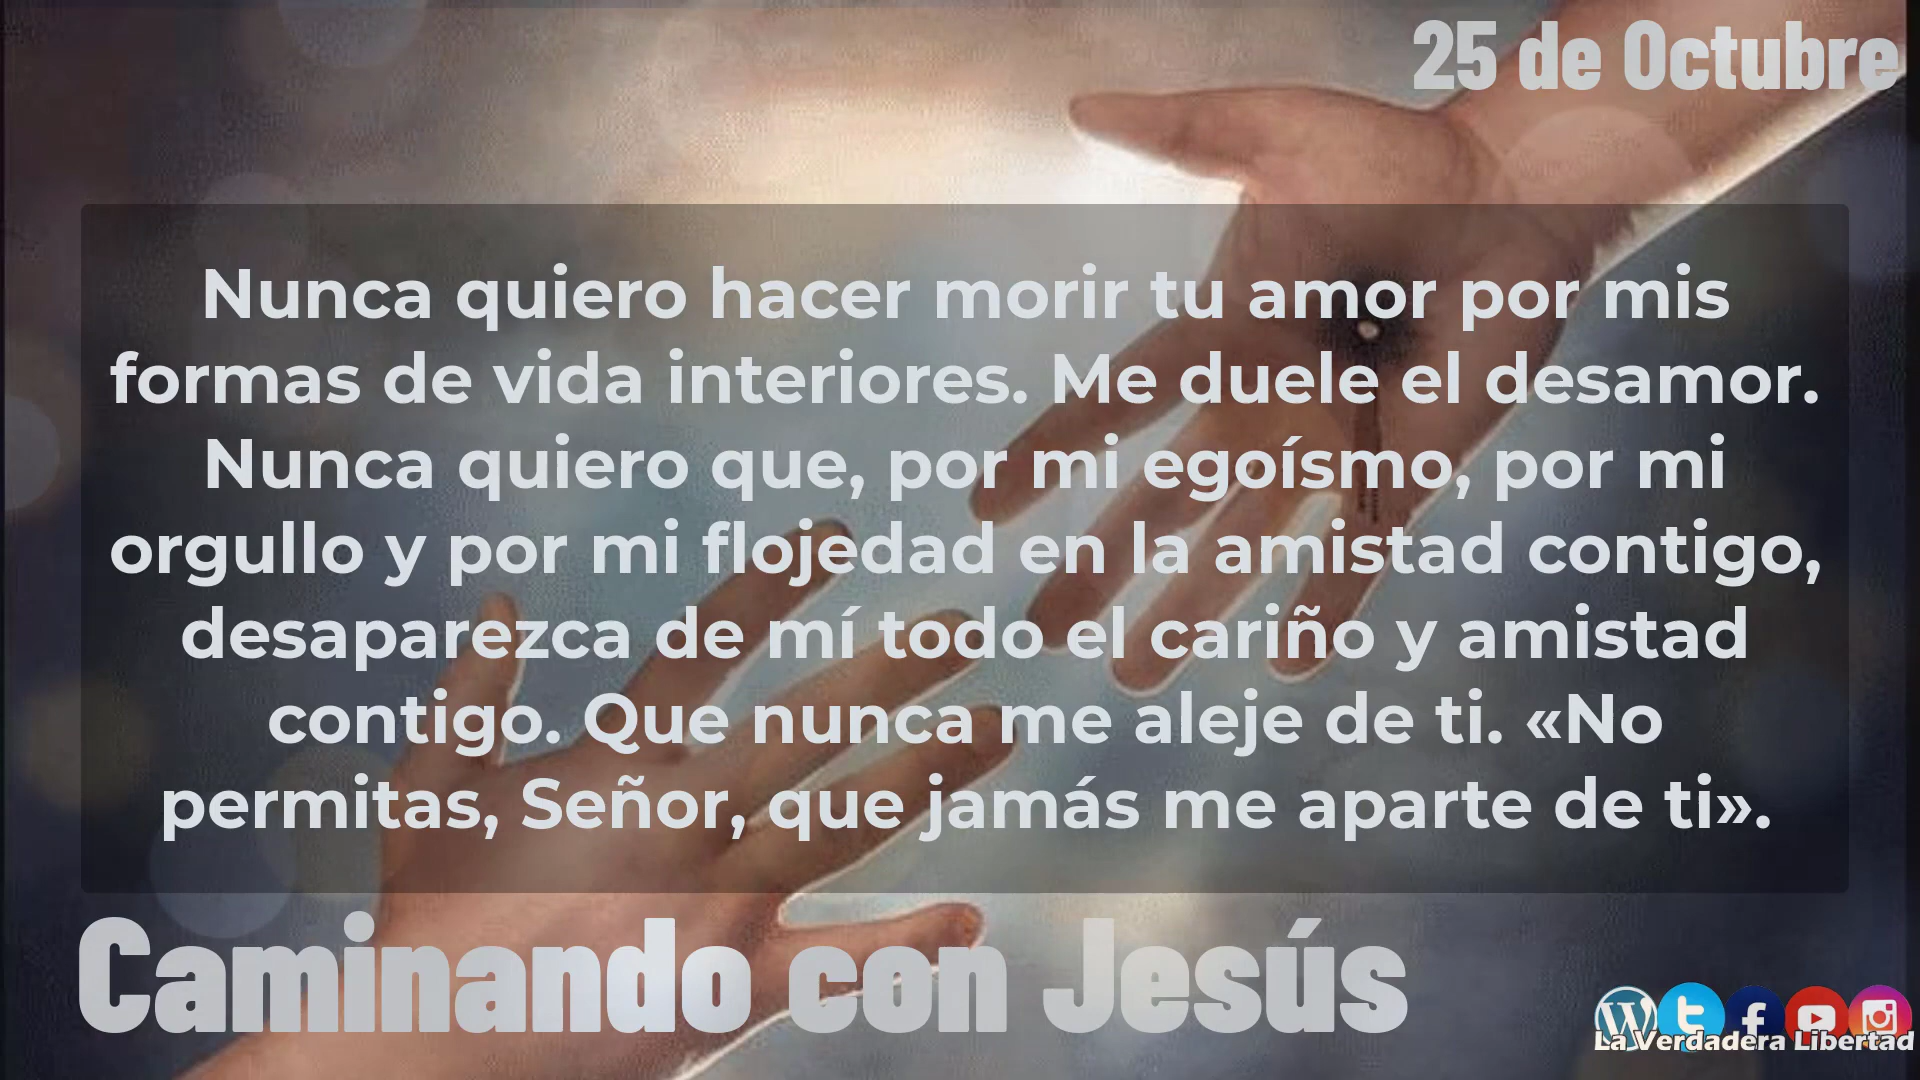 25 de Octubre
Nunca quiero hacer morir tu amor por mis
formas de vida interiores. Me duele el desamor.
Nunca quiero que, por mi egoísmo, por mi
orgullo y por mi flojedad en la amistad contigo,
desaparezca de mí todo el cariño y amistad
contigo. Que nunca me aleje de ti. «No
permitas, Señor, que jamás me aparte de ti».
Caminando con Jesús
La Verdadera Libertad